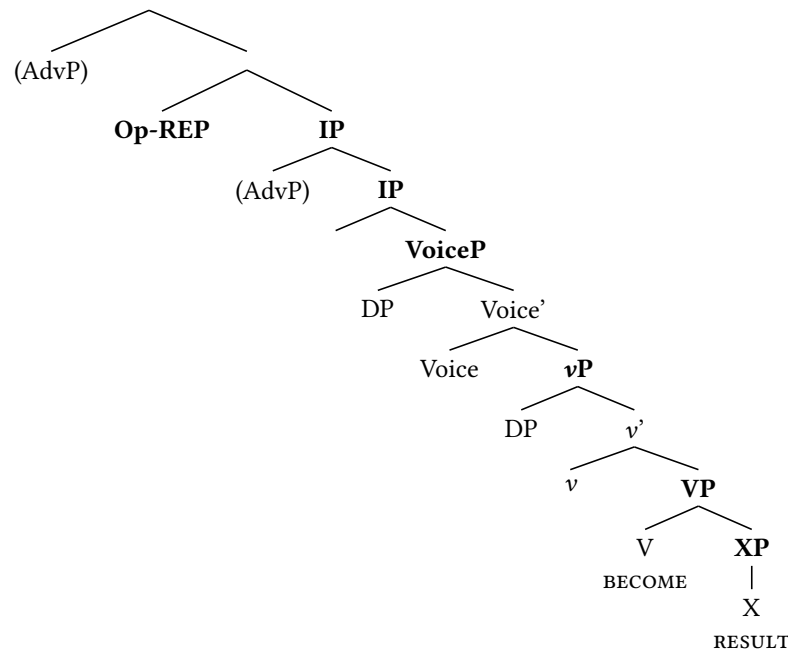 (AdvP)
Op-REP IP
(AdvP) IP
VoiceP
DP Voice’
Voice vP
DP v’
v VP
V XP
BECOME
X
RESULT